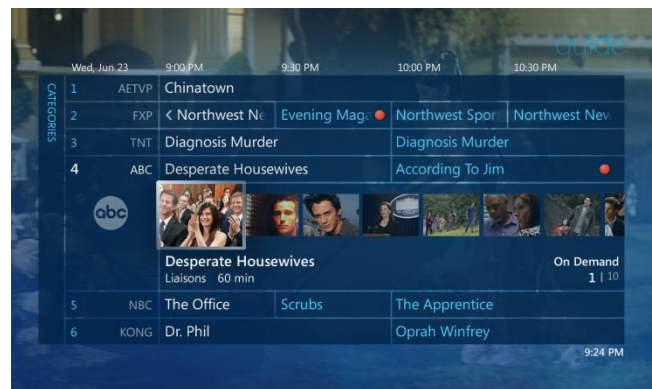 guide
Wed, Jun 23 9:00 PM 9:30 PM 10:00 PM 10:30 PM
CATEGORIES
1 AETVP Chinatown
2 FXP < Northwest Ne Evening Maga Northwest Spor Northwest New
3 TNT Diagnosis Murder Diagnosis Murder
4 ABC Desperate Housewives According To Jim
abc
Desperate Housewives On Demand
Liaisons 60 min 1 | 10
5 NBC The Office Scrubs The Apprentice
6 KONG Dr. Phil Oprah Winfrey
9:24 PM